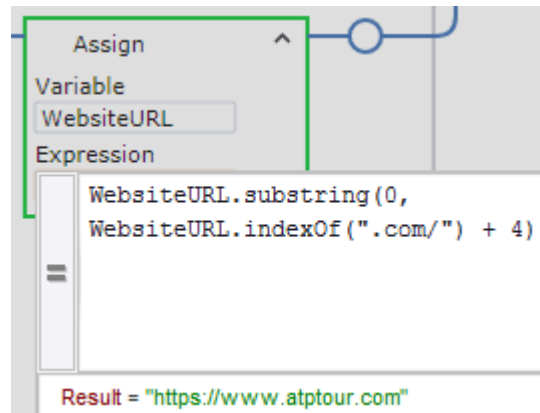 Assign
Variable
WebsiteURL
Expression
WebsiteURL.substring(0,
WebsiteURL.indexOf(".com/") + 4)
=
Result = "https://www.atptour.com"